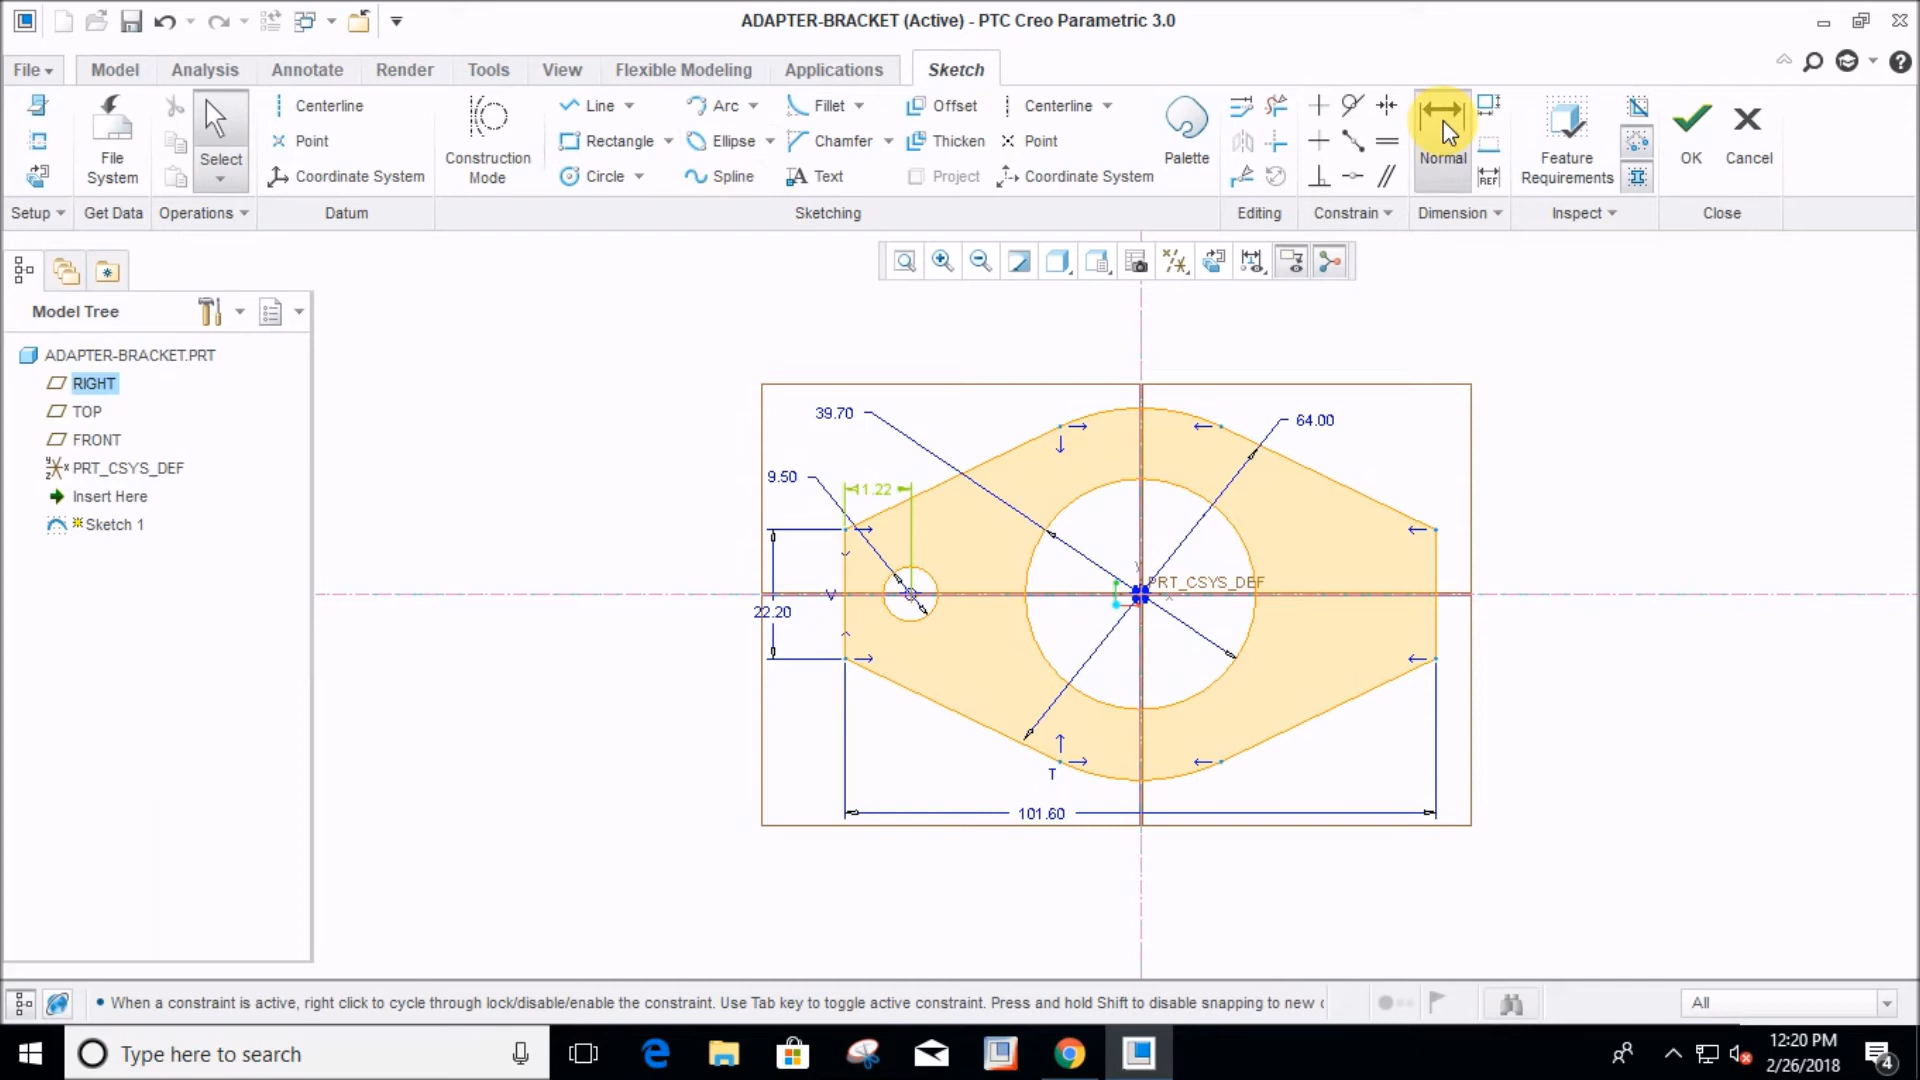 ADAPTER-BRACKET (Active) - PTC Creo Parametric 3.0
File Model Analysis Annotate Render Tools View Flexible Modeling Applications Sketch
Centerline Line Arc Fillet Offset Centerline
Point Rectangle Ellipse Chamfer Thicken Point
File System Select Coordinate System Construction Mode Circle Spline Text Project Coordinate System Palette Normal REF Feature Requirements OK Cancel
Setup Get Data Operations Datum Sketching Editing Constrain Dimension Inspect Close
Model Tree
ADAPTER-BRACKET.PRT
RIGHT
TOP
FRONT
PRT_CSYS_DEF
Insert Here
Sketch 1
39.70
64.00
9.50
11.22
PRT_CSYS_DEF
V
22.20
T
101.60
When a constraint is active, right click to cycle through lock/disable/enable the constraint. Use Tab key to toggle active constraint. Press and hold Shift to disable snapping to new c
All
Type here to search
12:20 PM
2/26/2018
4